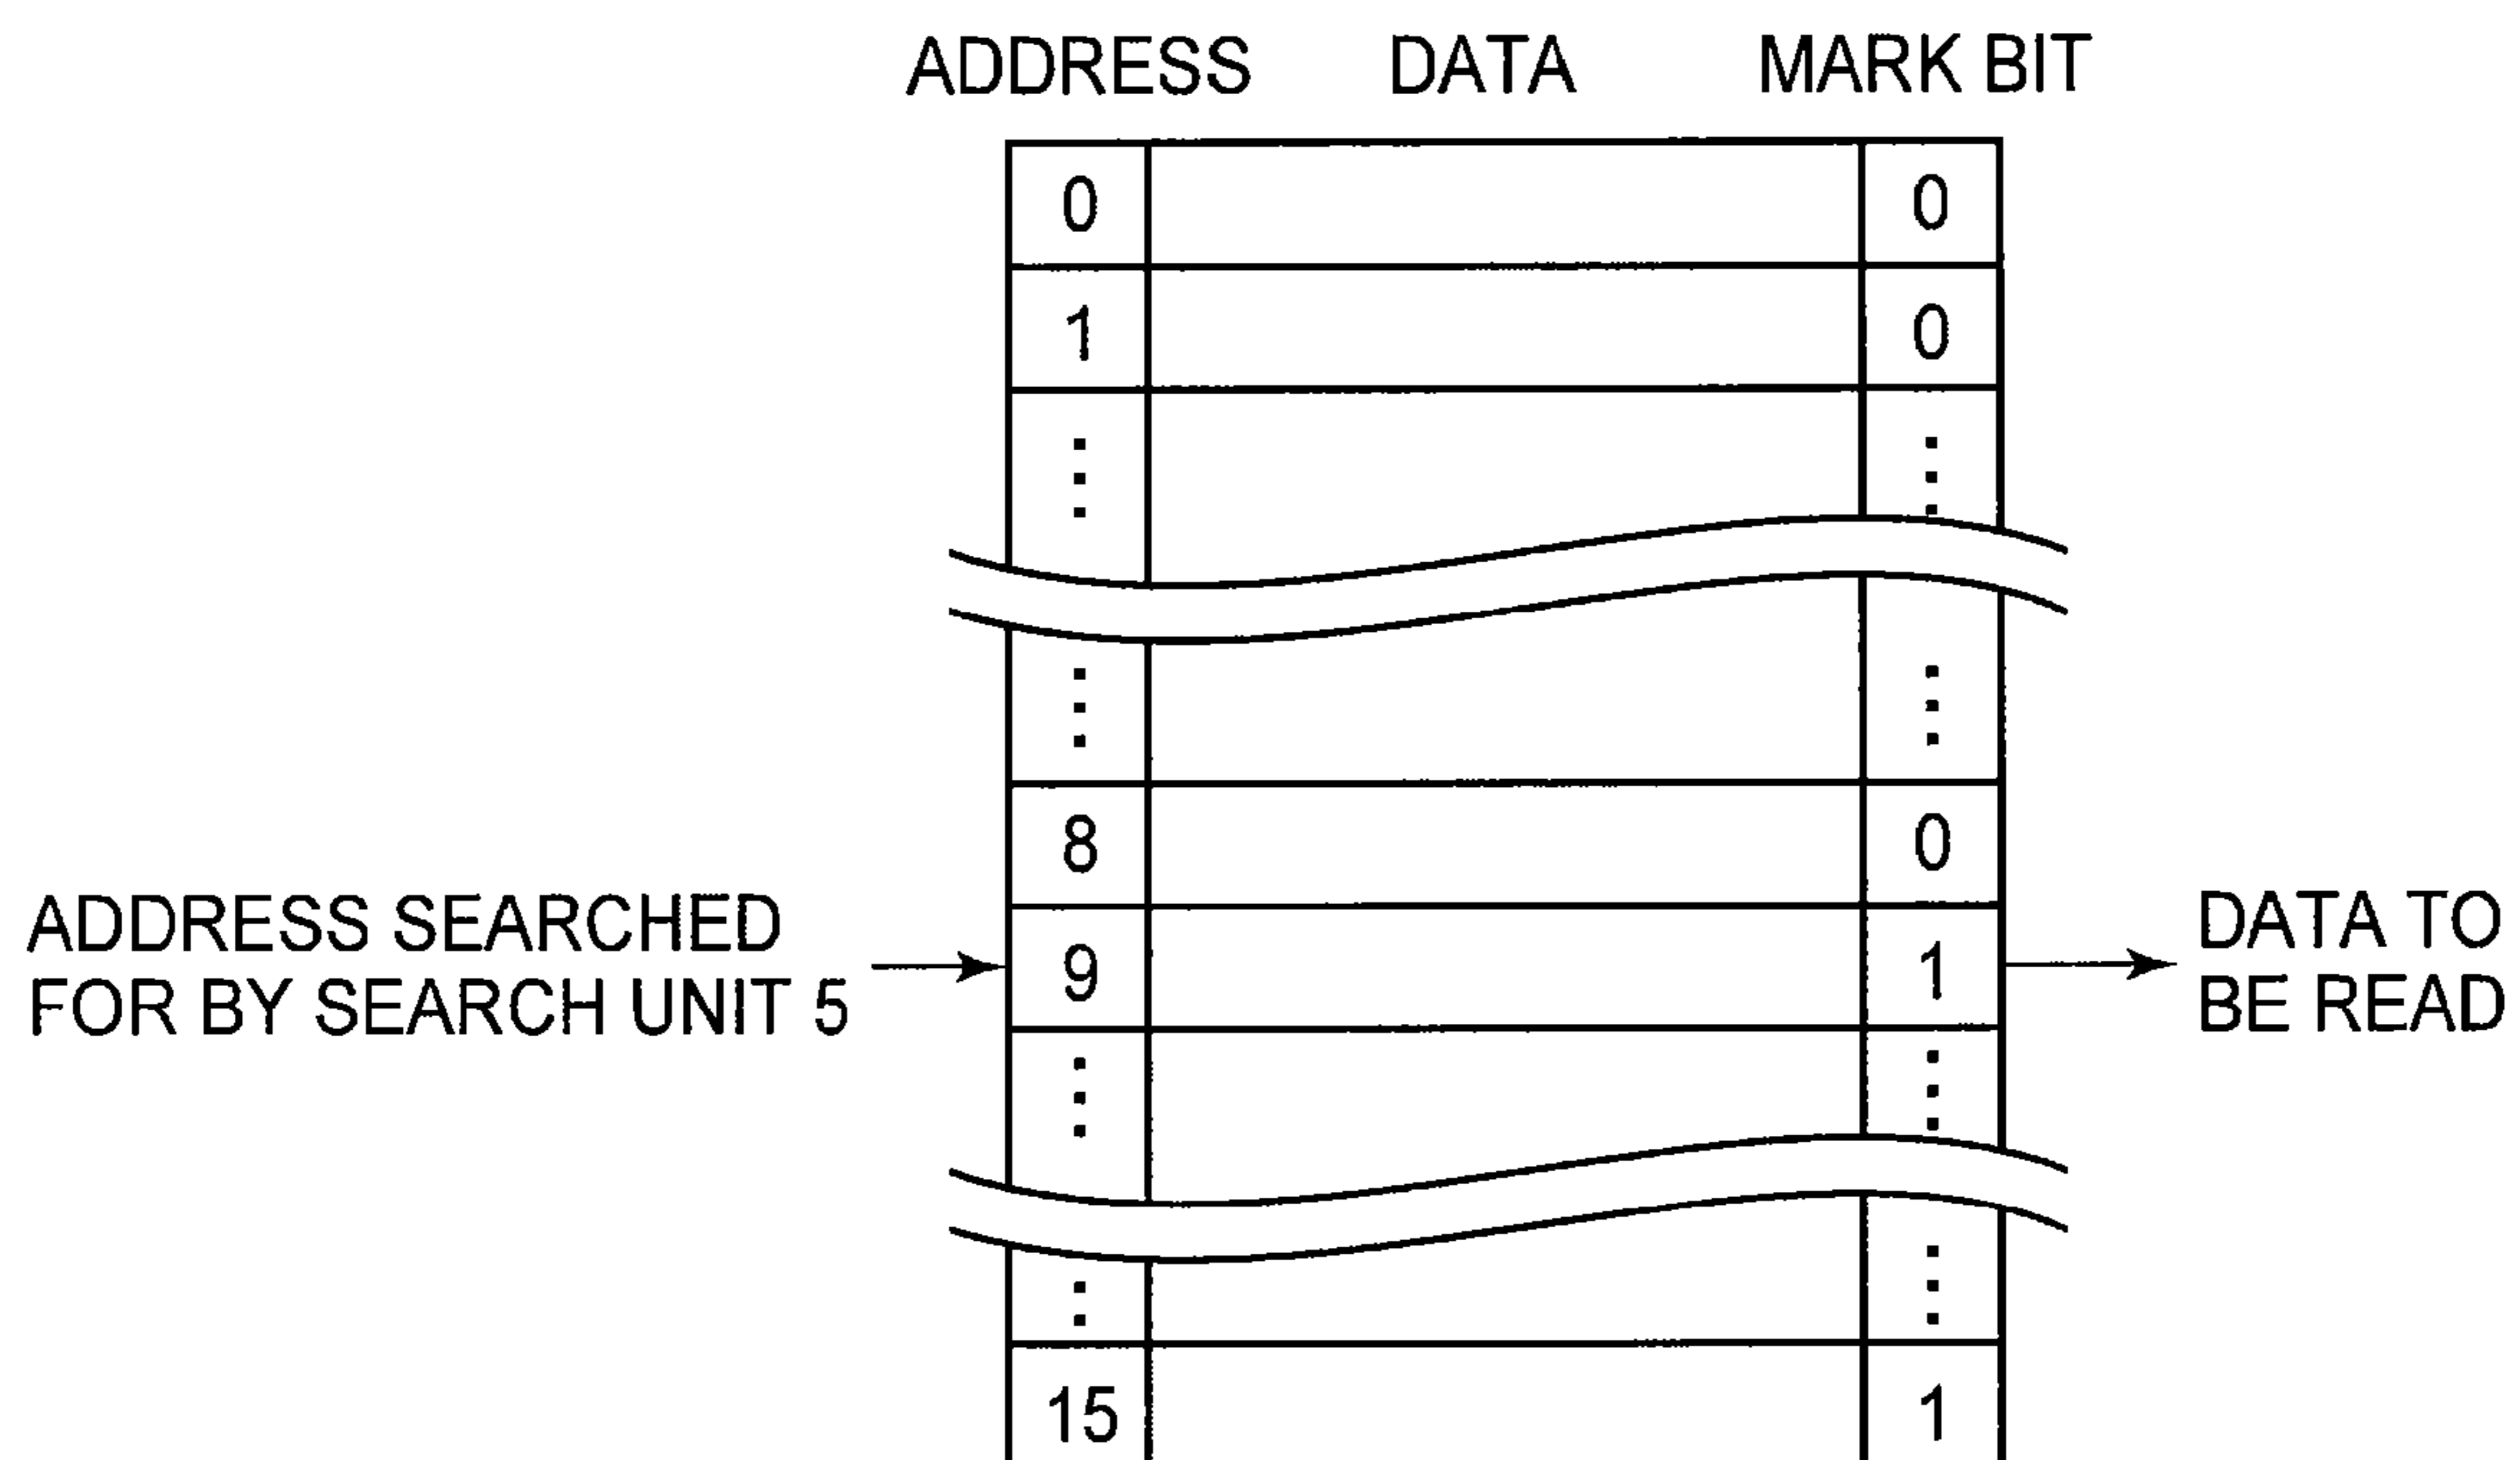 ADDRESS DATA MARK BIT
0 0
1 0
⋮ ⋮
⋮ ⋮
8 0
ADDRESS SEARCHED
FOR BY SEARCH UNIT 5
9 1
DATA TO
BE READ
⋮ ⋮
: ⋮
15 1